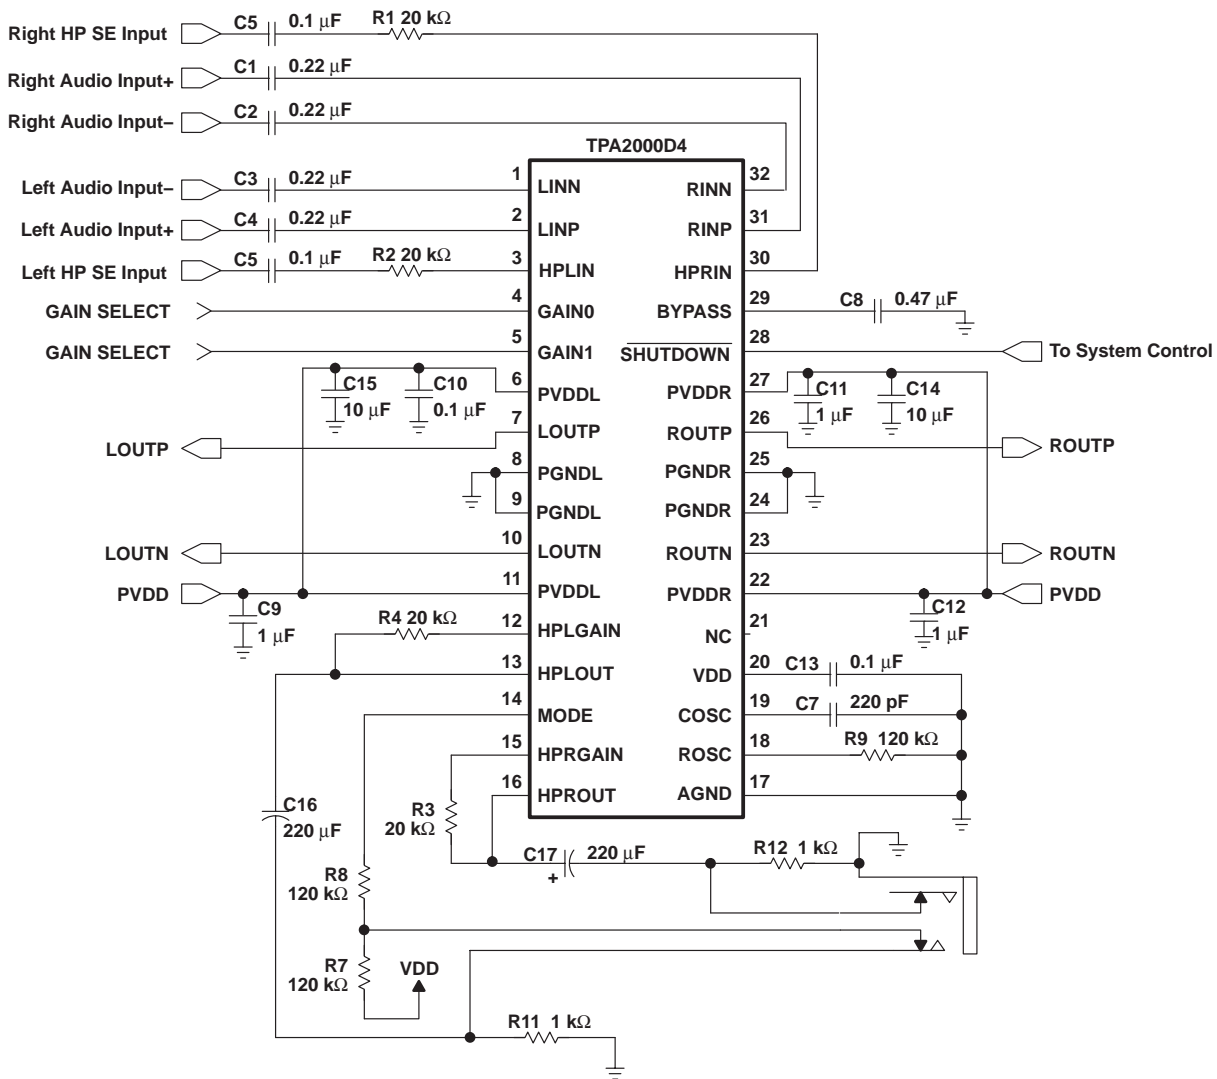 Right HP SE Input C5 0.1 μF R1 20 kΩ
Right Audio Input+ C1 0.22 μF
Right Audio Input− C2 0.22 μF
TPA2000D4
Left Audio Input− C3 0.22 μF 1 LINN RINN 32
Left Audio Input+ C4 0.22 μF 2 LINP RINP 31
Left HP SE Input C5 0.1 μF R2 20 kΩ 3 HPLIN HPRIN 30
GAIN SELECT 4 GAIN0 BYPASS 29 C8 0.47 μF
GAIN SELECT 5 GAIN1 SHUTDOWN 28 To System Control
C15 10 μF C10 0.1 μF 6 PVDDL PVDDR 27 C11 1 μF C14 10 μF
LOUTP 7 LOUTP ROUTP 26 ROUTP
8 PGNDL PGNDR 25
9 PGNDL PGNDR 24
LOUTN 10 LOUTN ROUTN 23 ROUTN
PVDD 11 PVDDL PVDDR 22 PVDD
C9 1 μF C12 1 μF
R4 20 kΩ 12 HPLGAIN NC 21
13 HPLOUT VDD 20 C13 0.1 μF
14 MODE COSC 19 C7 220 pF
15 HPRGAIN ROSC 18 R9 120 kΩ
16 HPROUT AGND 17
C16 220 μF
R3 20 kΩ
C17 + 220 μF R12 1 kΩ
R8 120 kΩ
R7 120 kΩ VDD
R11 1 kΩ